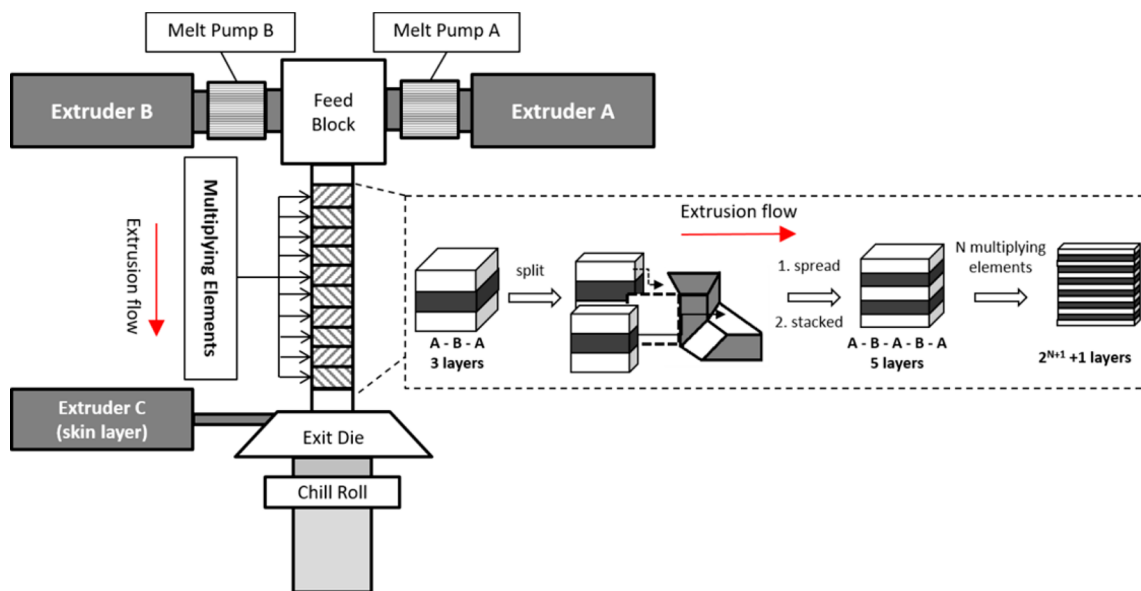 Melt Pump B
Melt Pump A
Extruder B
Feed
Block
Extruder A
Multiplying Elements
Extrusion flow
Extrusion flow
split
1. spread
2. stacked
N multiplying
elements
A - B - A
3 layers
A - B - A - B - A
5 layers
2ᴺ⁺¹ +1 layers
Extruder C
(skin layer)
Exit Die
Chill Roll